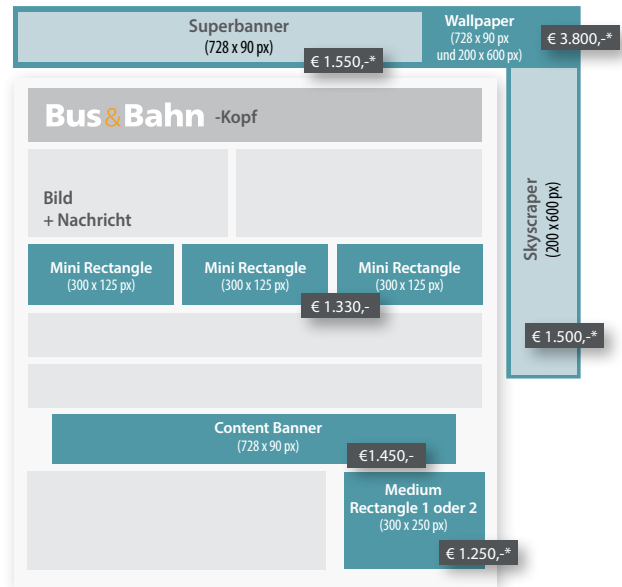 Superbanner
(728 x 90 px)
€ 1.550,-*
Wallpaper
(728 x 90 px
und 200 x 600 px)
€ 3.800,-*
Bus&Bahn -Kopf
Skyscraper
(200 x 600 px)
€ 1.500,-*
Bild
+ Nachricht
Mini Rectangle
(300 x 125 px)
Mini Rectangle
(300 x 125 px)
Mini Rectangle
(300 x 125 px)
€ 1.330,-
Content Banner
(728 x 90 px)
€1.450,-
Medium
Rectangle 1 oder 2
(300 x 250 px)
€ 1.250,-*